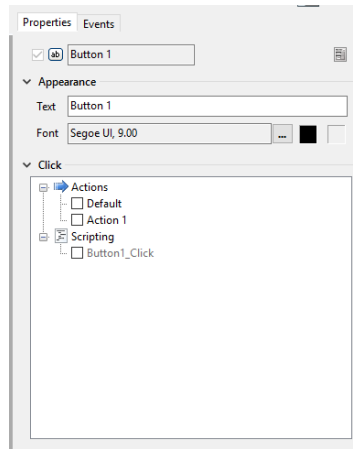 Properties Events
ab Button 1
Appearance
Text Button 1
Font Segoe UI, 9.00 ...
Click
Actions
Default
Action 1
Scripting
Button1_Click